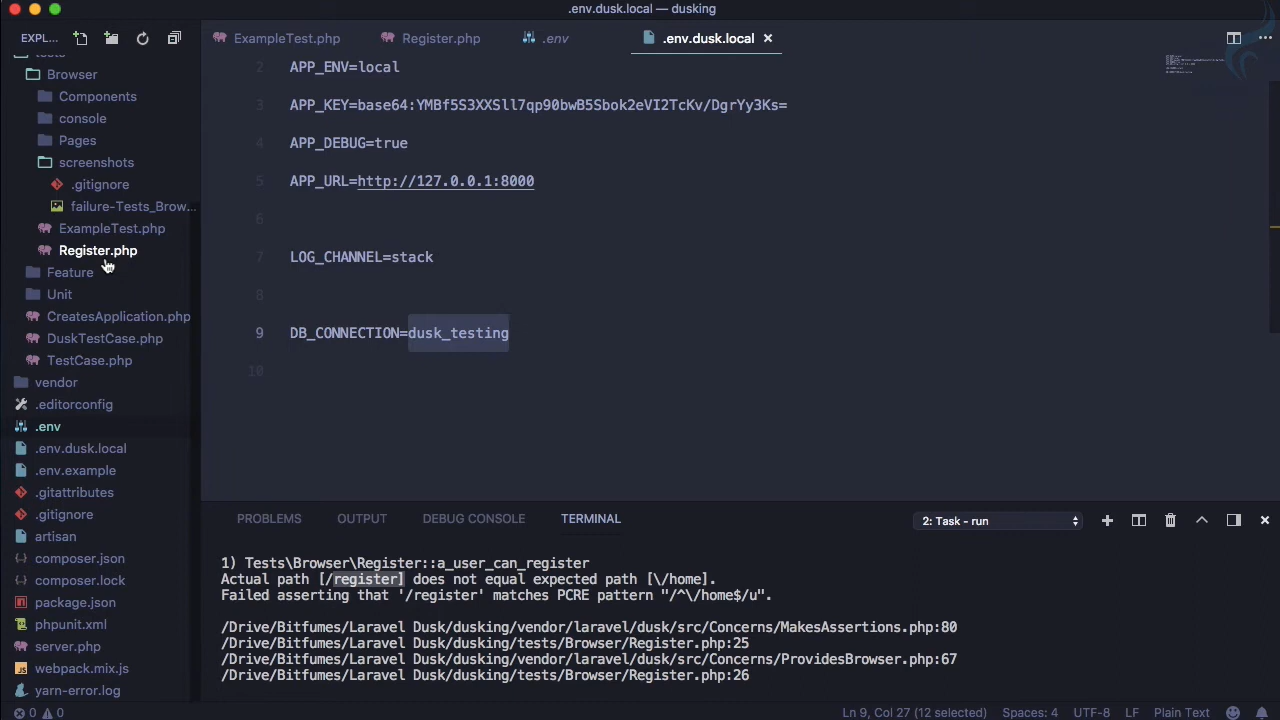 .env.dusk.local — dusking
EXPL...
ExampleTest.php
Register.php
.env
.env.dusk.local
tests
Browser
Components
console
Pages
screenshots
.gitignore
failure-Tests_Brow...
ExampleTest.php
Register.php
Feature
Unit
CreatesApplication.php
DuskTestCase.php
TestCase.php
vendor
.editorconfig
.env
.env.dusk.local
.env.example
.gitattributes
.gitignore
artisan
composer.json
composer.lock
package.json
phpunit.xml
server.php
webpack.mix.js
yarn-error.log
2 APP_ENV=local
3 APP_KEY=base64:YMBf5S3XXSll7qp90bwB5Sbok2eVI2TcKv/DgrYy3Ks=
4 APP_DEBUG=true
5 APP_URL=http://127.0.0.1:8000
6
7 LOG_CHANNEL=stack
8
9 DB_CONNECTION=dusk_testing
10
PROBLEMS OUTPUT DEBUG CONSOLE TERMINAL
2: Task - run
1) Tests\Browser\Register::a_user_can_register
Actual path [/register] does not equal expected path [\/home].
Failed asserting that '/register' matches PCRE pattern "/^\/home$/u".
/Drive/Bitfumes/Laravel Dusk/dusking/vendor/laravel/dusk/src/Concerns/MakesAssertions.php:80
/Drive/Bitfumes/Laravel Dusk/dusking/tests/Browser/Register.php:25
/Drive/Bitfumes/Laravel Dusk/dusking/vendor/laravel/dusk/src/Concerns/ProvidesBrowser.php:67
/Drive/Bitfumes/Laravel Dusk/dusking/tests/Browser/Register.php:26
0 0
Ln 9, Col 27 (12 selected) Spaces: 4 UTF-8 LF Plain Text